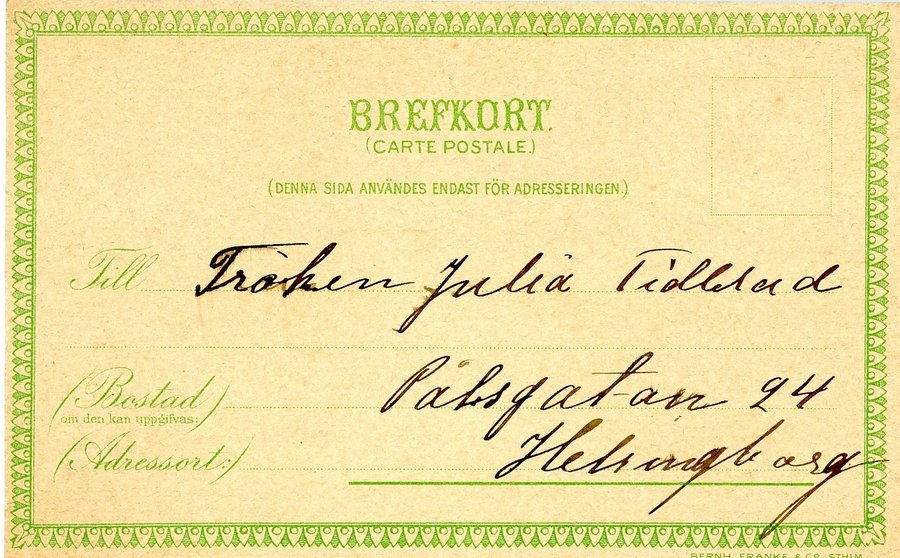 BREFKORT.
(CARTE POSTALE.)
(DENNA SIDA ANVÄNDES ENDAST FÖR ADRESSERINGEN.)
Till Fröken Julia
(Bostad
om den kan uppgifvas:)
Pålsgatan 24
(Adressort:) Helsingborg
BERNH. FRANKE & CO. STHLM